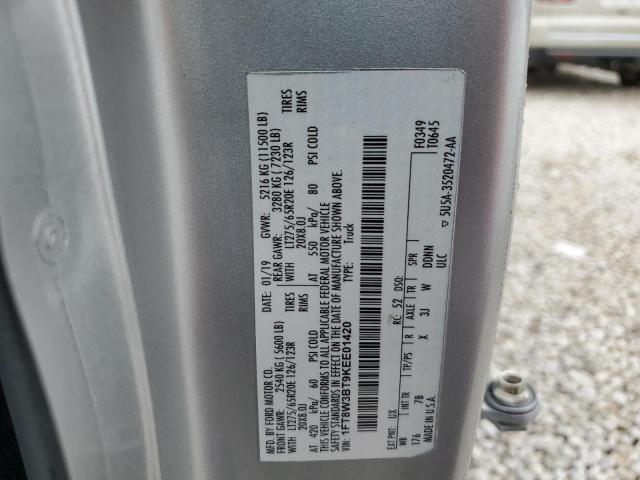 MFD. BY FORD MOTOR CO.
DATE: 01/19 GVWR: 5216 KG (11500 LB)
FRONT GAWR: 2540 KG ( 5600 LB) REAR GAWR: 3280 KG ( 7230 LB)
LT275/65R20E 126/123R TIRES WITH LT275/65R20E 126/123R TIRES
20X8.0J RIMS 20X8.0J RIMS
AT 420 kPa/ 60 PSI COLD AT 550 kPa/ 80 PSI COLD
THIS VEHICLE CONFORMS TO ALL APPLICABLE FEDERAL MOTOR VEHICLE
SAFETY STANDARDS IN EFFECT ON THE DATE OF MANUFACTURE SHOWN ABOVE.
VIN: 1FT8W3BT9KEE01420 TYPE: Truck
F0349
T0645
EXT PNT: UX RC: 52 DSO:
WB INT TR TP/PS R AXLE TR SPR
176 7B X 3J W DDNN
MADE IN U.S.A. ULC
5U5A-3520472-AA